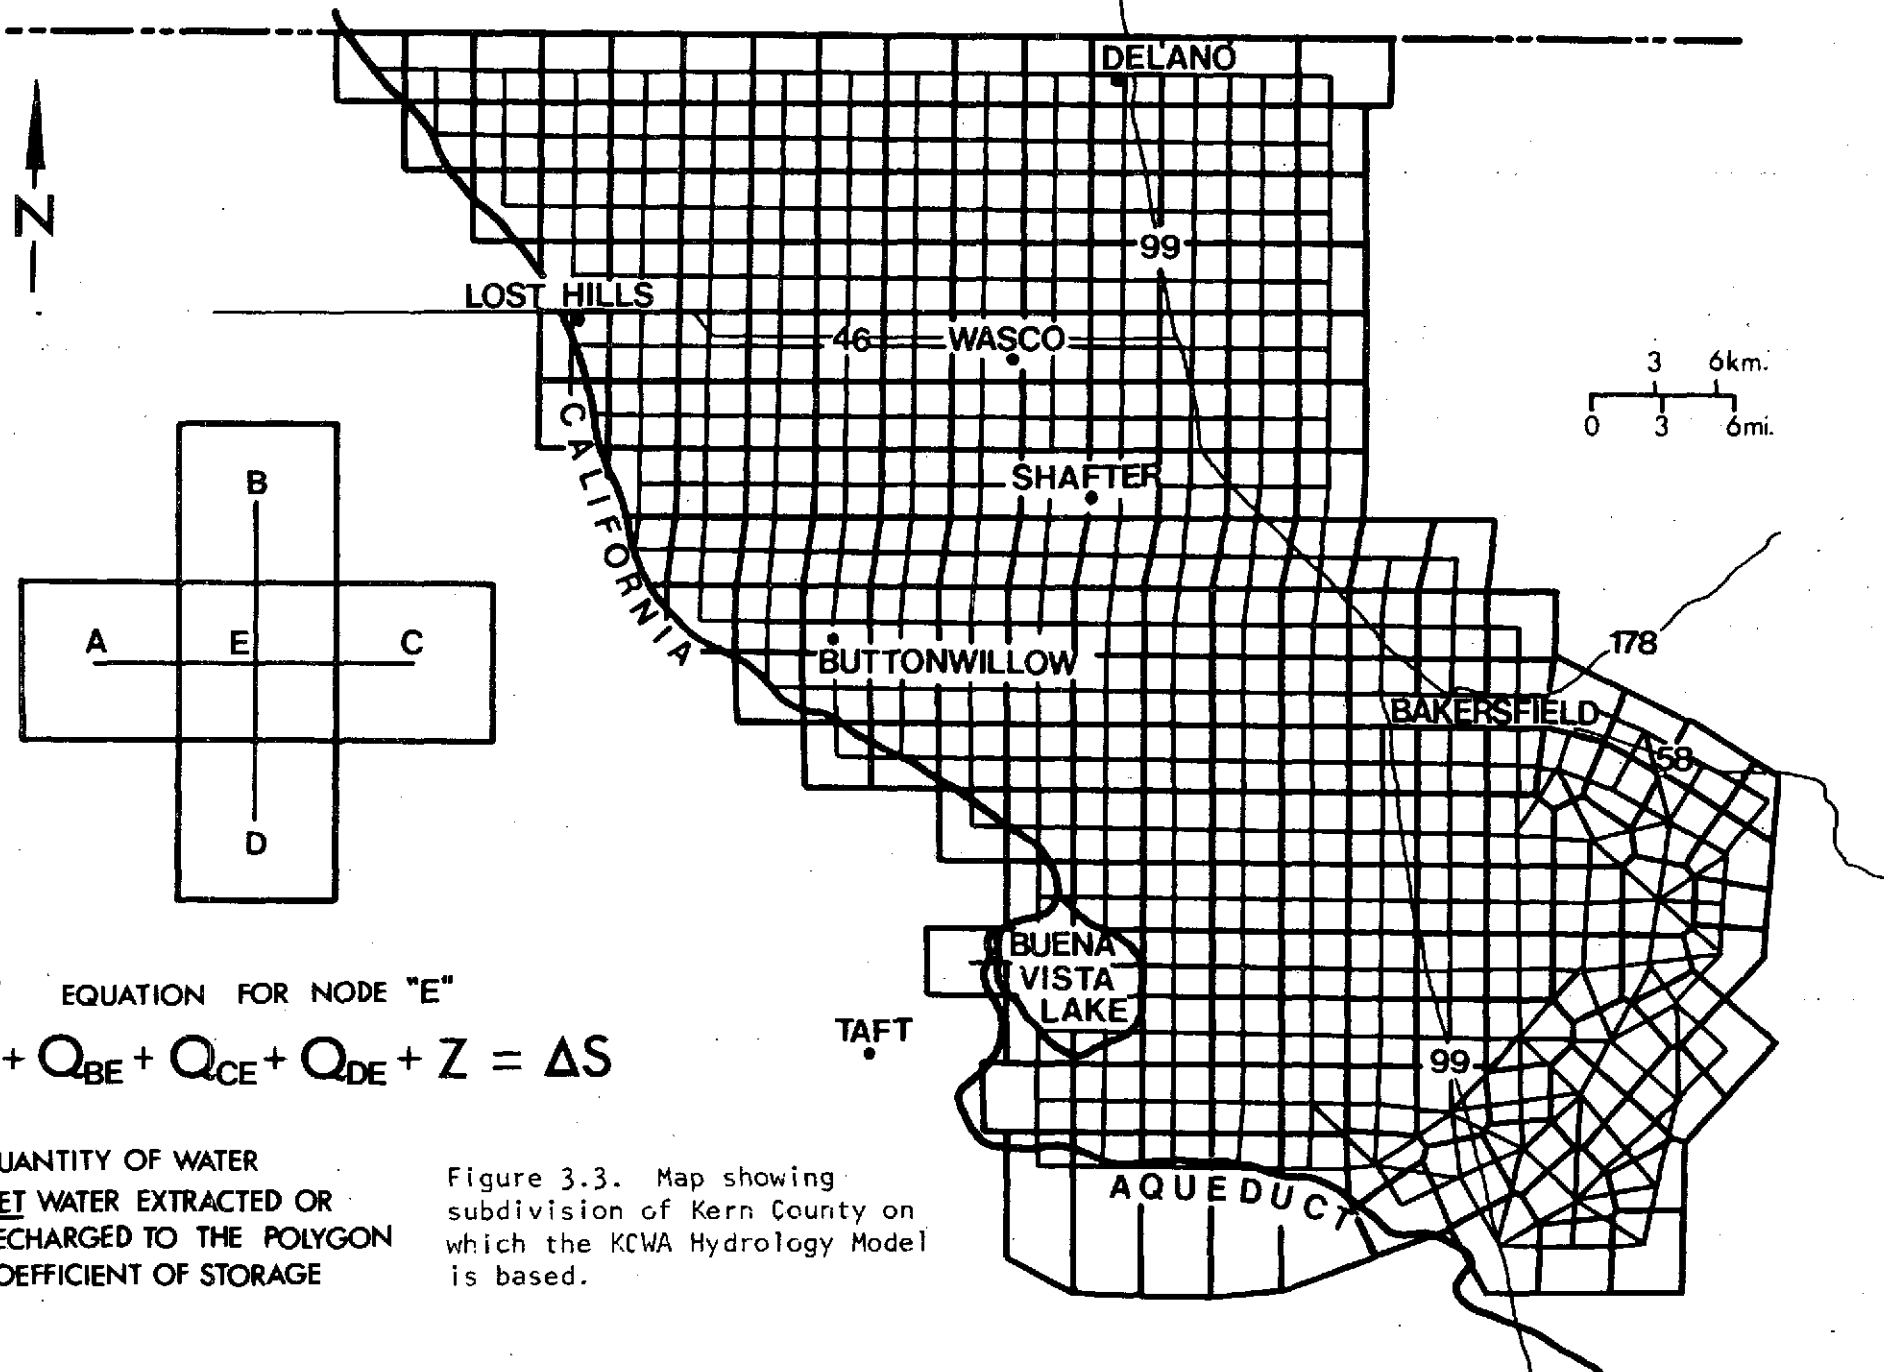 DELANO
N
99
LOST HILLS
46
WASCO
3 6km.
0 3 6mi.
CALIFORNIA
SHAFTER
B
A E C
D
178
BUTTONWILLOW
BAKERSFIELD
58
BUENA
VISTA
LAKE
TAFT
99
AQUEDUCT
EQUATION FOR NODE "E"
+ QBE + QCE + QDE + Z = ΔS
UANTITY OF WATER
ET WATER EXTRACTED OR
ECHARGED TO THE POLYGON
OEFFICIENT OF STORAGE
Figure 3.3. Map showing
subdivision of Kern County on
which the KCWA Hydrology Model
is based.